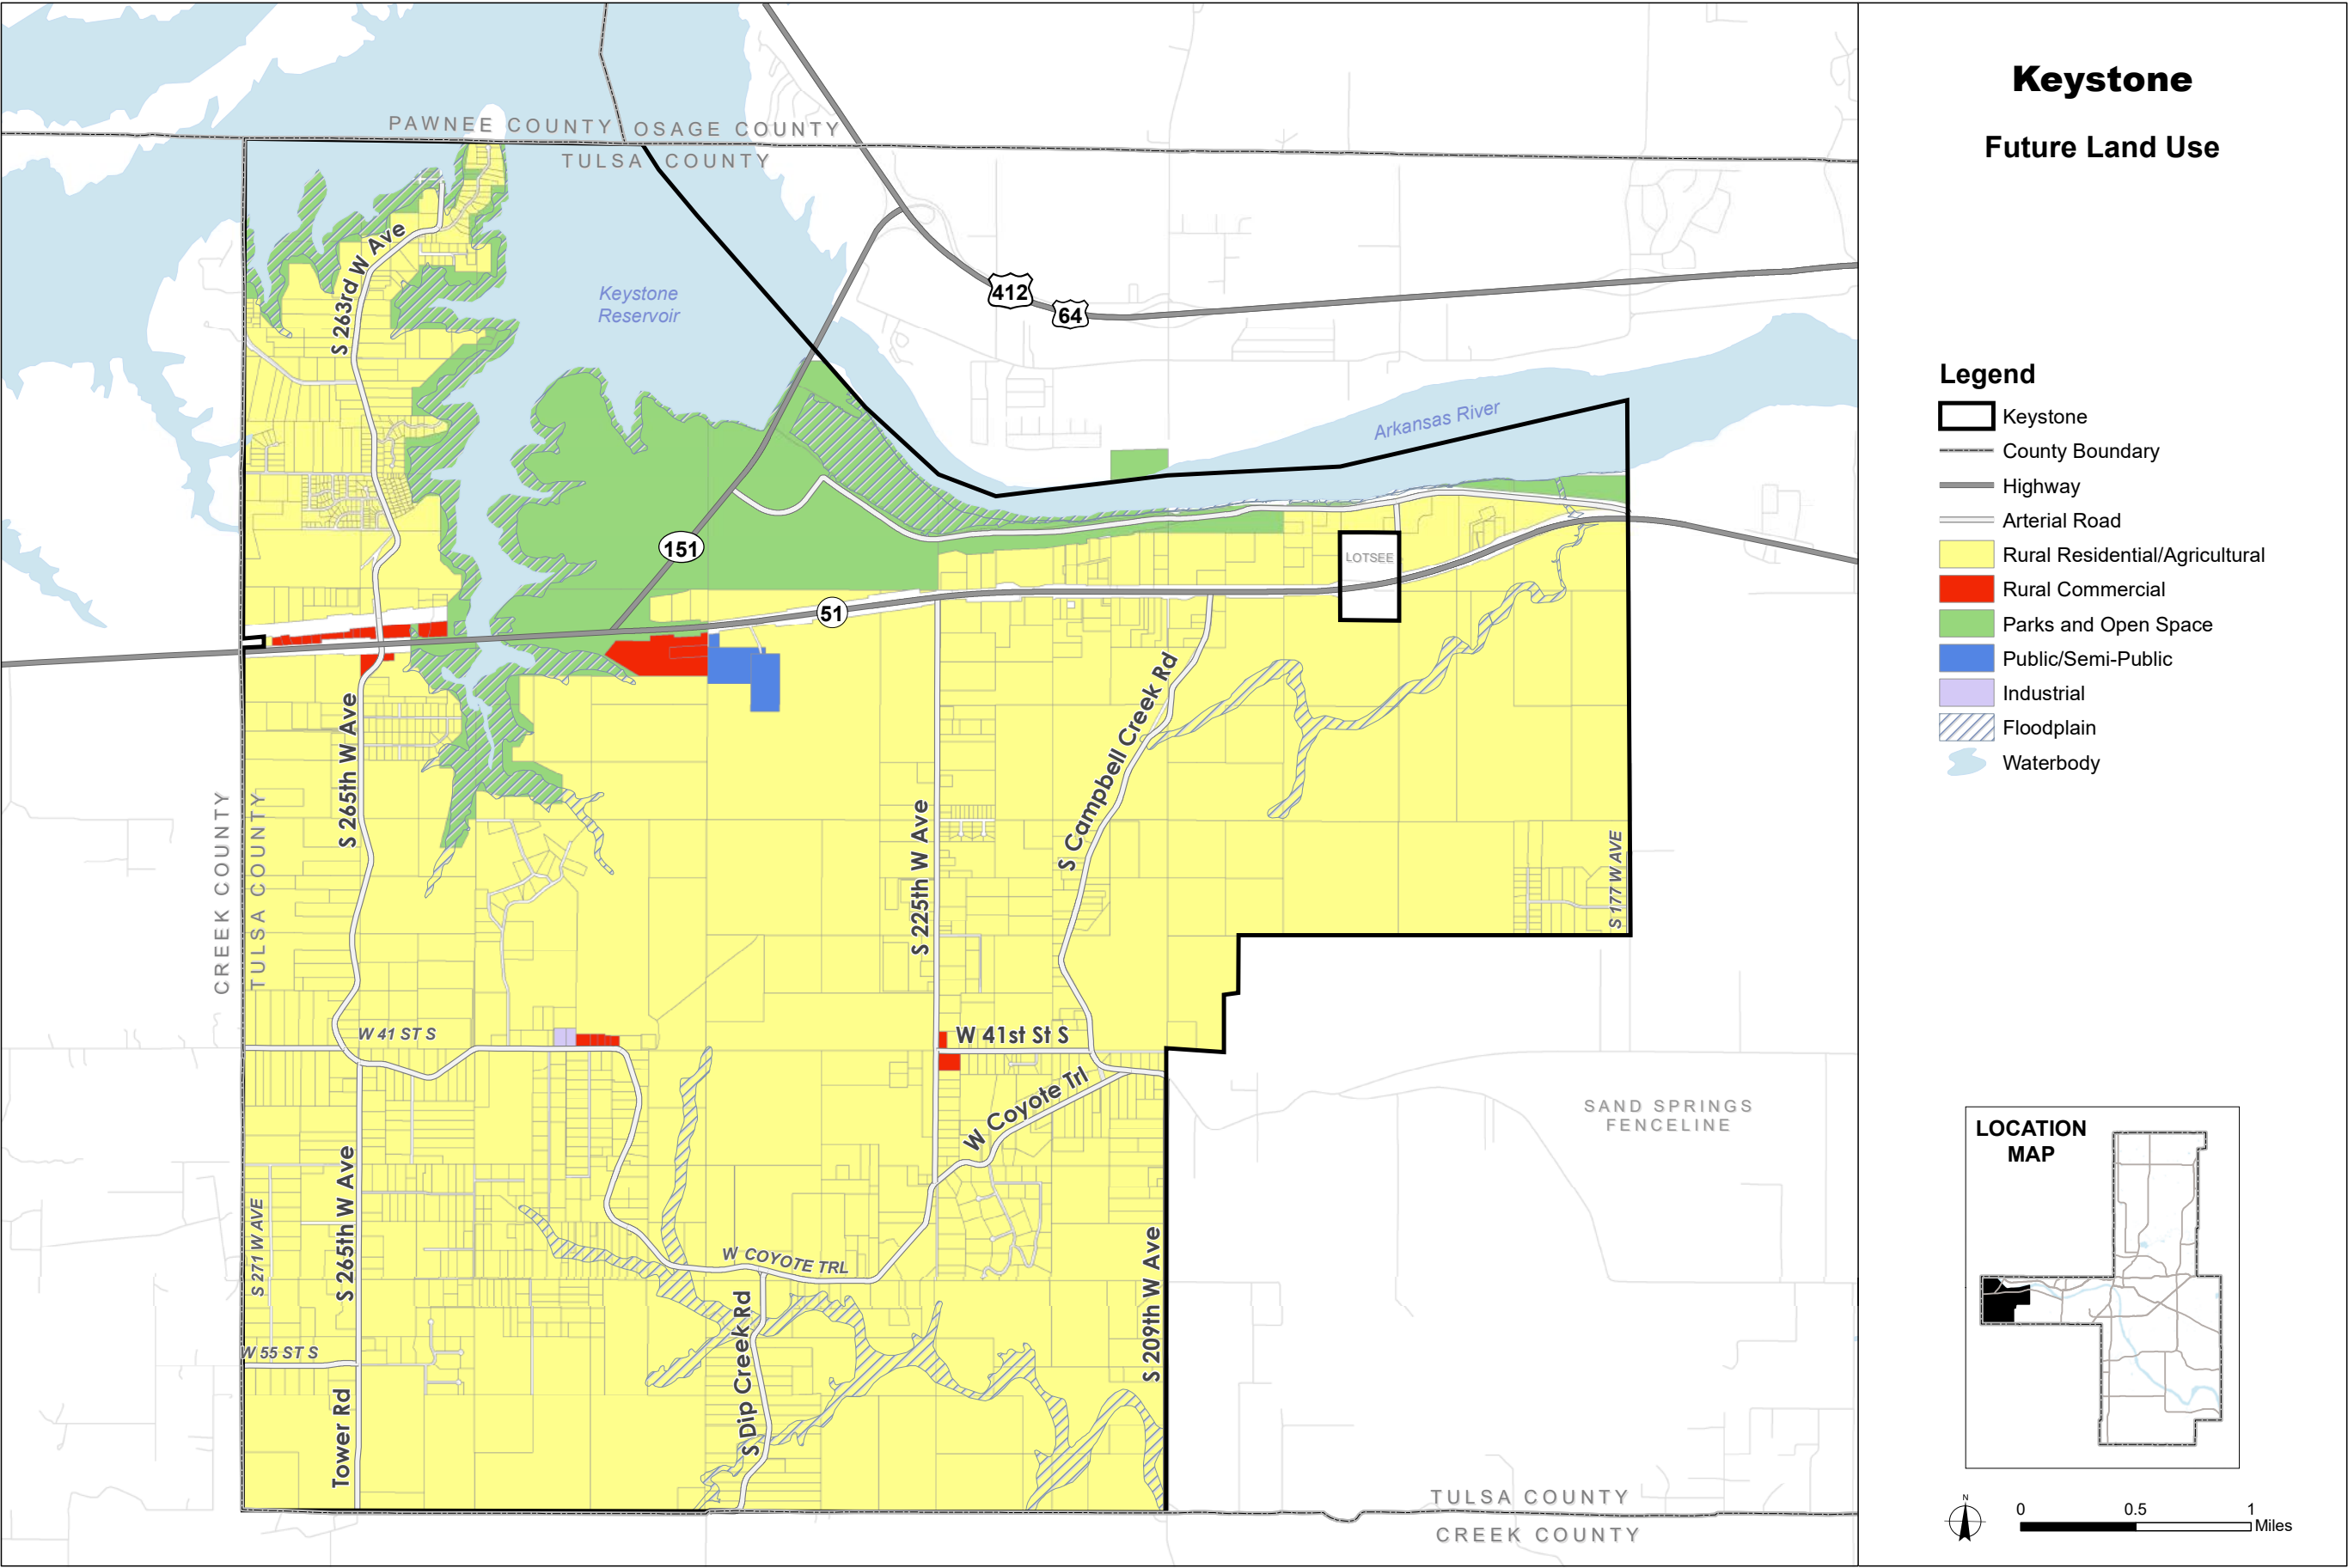 Keystone
Future Land Use
PAWNEE COUNTY
OSAGE COUNTY
TULSA COUNTY
S 263rd W Ave
Keystone
Reservoir
412
64
Arkansas River
151
LOTSEE
51
S 265th W Ave
S Campbell Creek Rd
S 225th W Ave
S 177 W AVE
CREEK COUNTY
TULSA COUNTY
W 41 ST S
W 41st St S
W Coyote Trl
SAND SPRINGS
FENCELINE
S 271 W AVE
S 265th W Ave
W COYOTE TRL
S 209th W Ave
S Dip Creek Rd
W 55 ST S
Tower Rd
TULSA COUNTY
CREEK COUNTY
Legend
Keystone
County Boundary
Highway
Arterial Road
Rural Residential/Agricultural
Rural Commercial
Parks and Open Space
Public/Semi-Public
Industrial
Floodplain
Waterbody
LOCATION
MAP
N
0 0.5 1
Miles